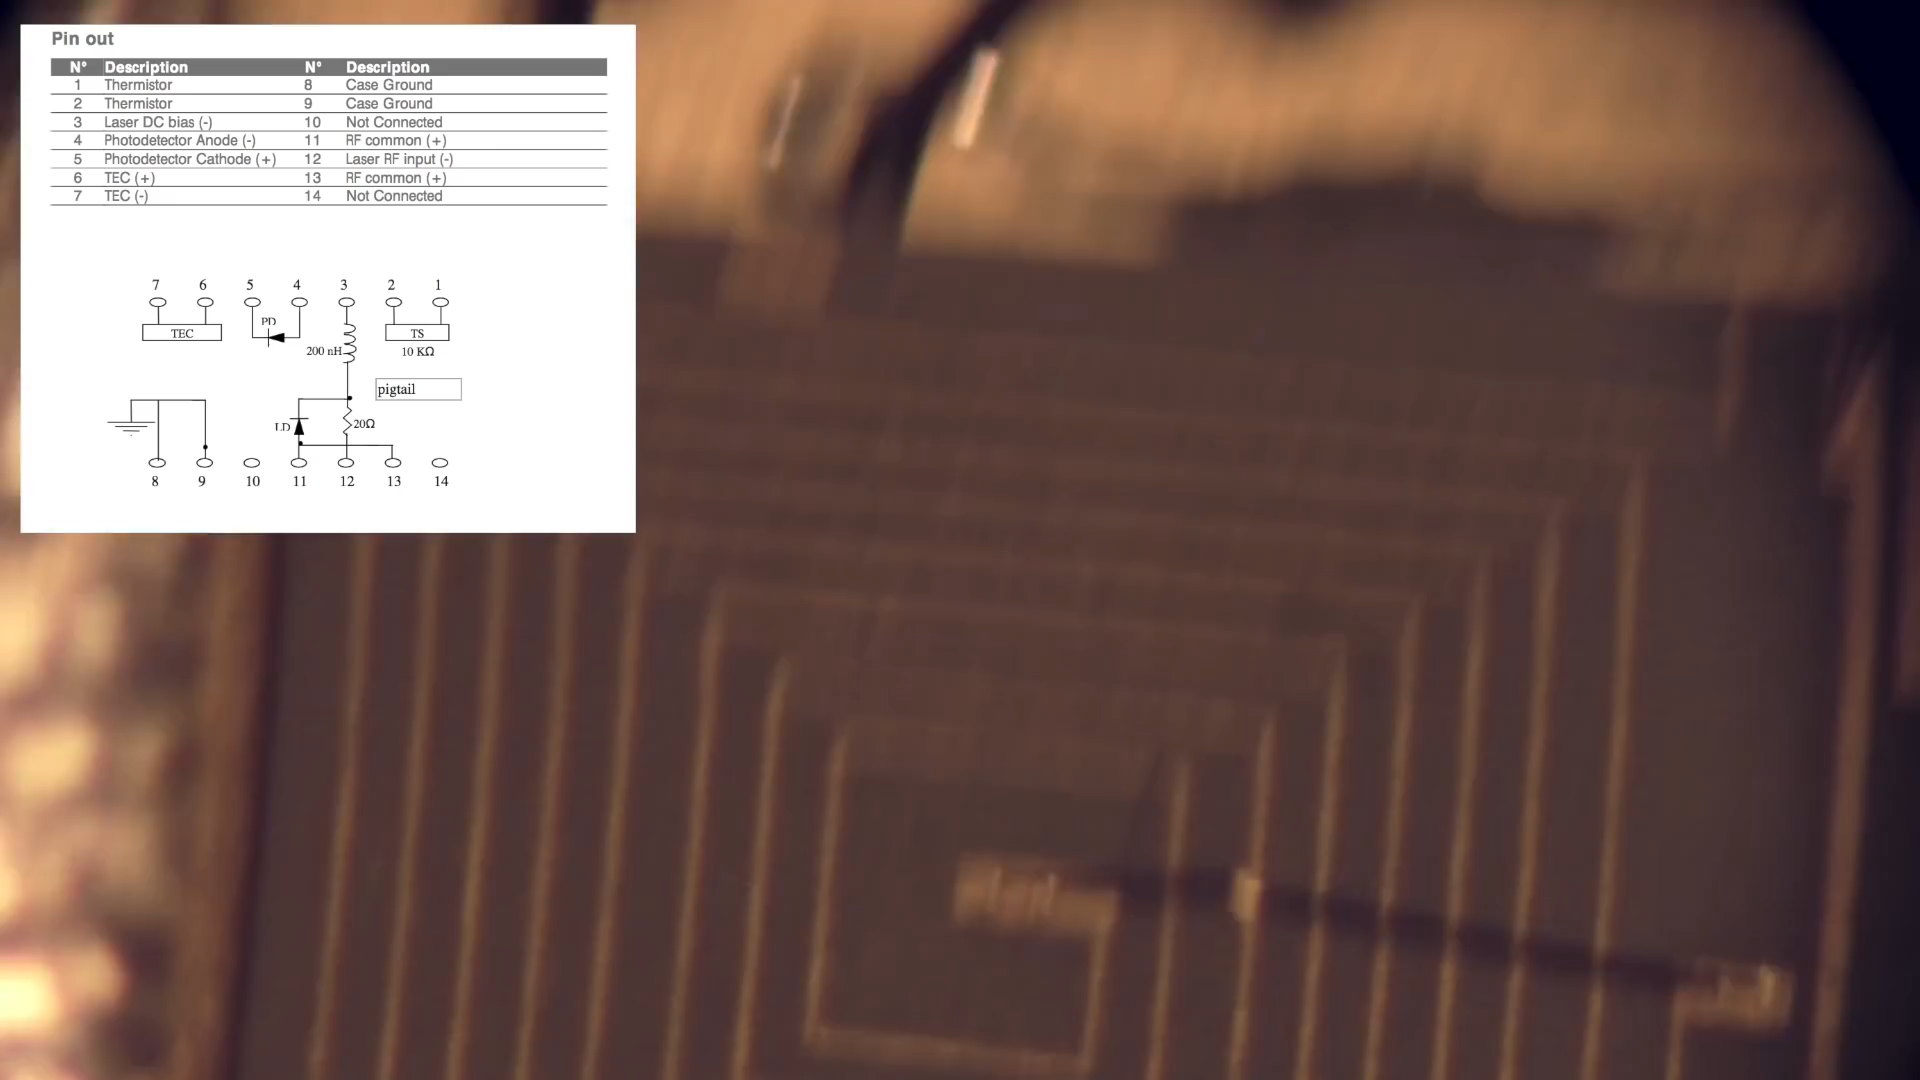 Pin out
N° Description N° Description
1 Thermistor 8 Case Ground
2 Thermistor 9 Case Ground
3 Laser DC bias (-) 10 Not Connected
4 Photodetector Anode (-) 11 RF common (+)
5 Photodetector Cathode (+) 12 Laser RF input (-)
6 TEC (+) 13 RF common (+)
7 TEC (-) 14 Not Connected
7 6 5 4 3 2 1
PD
TEC TS
200 nH 10 KΩ
pigtail
LD 20Ω
8 9 10 11 12 13 14